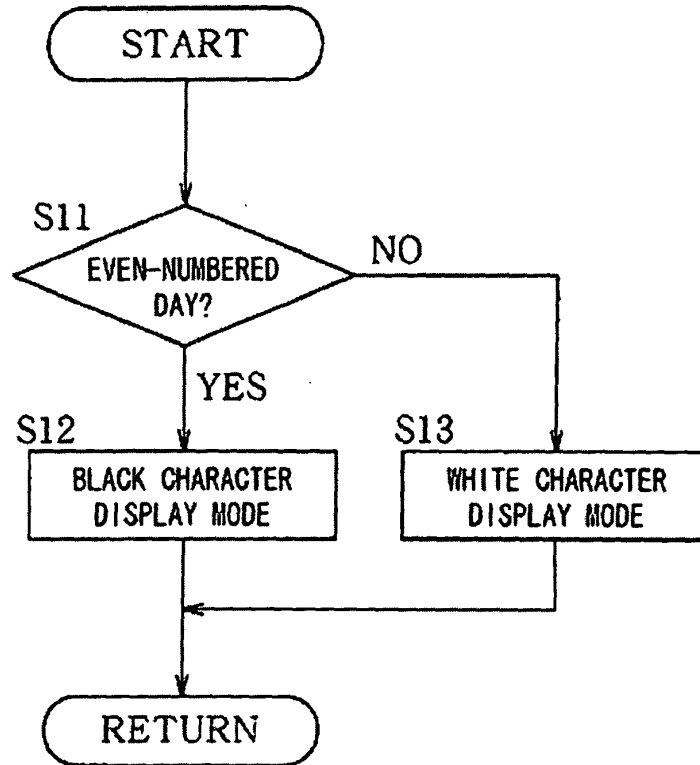 START
S11
EVEN-NUMBERED
DAY?
NO
YES
S12
BLACK CHARACTER
DISPLAY MODE
S13
WHITE CHARACTER
DISPLAY MODE
RETURN